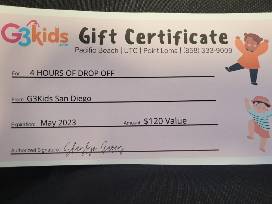 G3Kids Gift Certificate
Pacific Beach | UTC | Point Loma | (858) 333-9009
For: 4 HOURS OF DROP OFF
From: G3Kids San Diego
Expiration: May 2023 Amount: $120 Value
Authorized Signature: